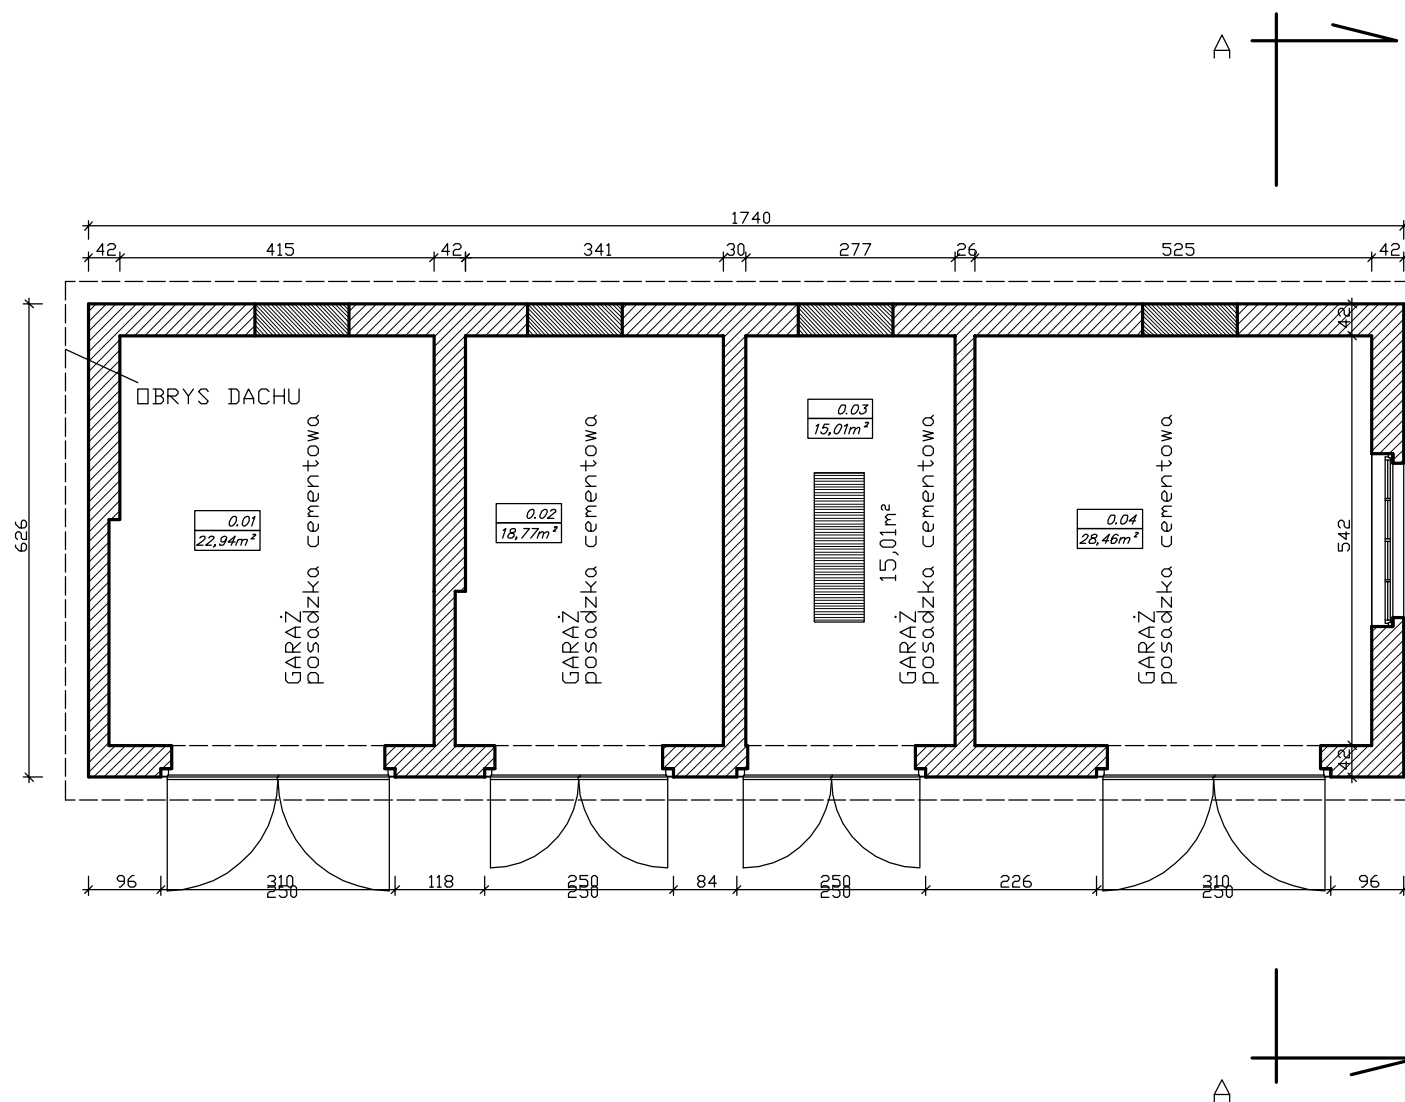 A
1740
42 415 42 341 30 277 26 525 42
42
OBRYS DACHU
626
542
42
0.01
22,94m²
GARAŻ
posadzka cementowa
0.02
18,77m²
GARAŻ
posadzka cementowa
0.03
15,01m²
15,01m²
GARAŻ
posadzka cementowa
0.04
28,46m²
GARAŻ
posadzka cementowa
96 310 118 250 84 250 226 310 96
250 250 250 250
A